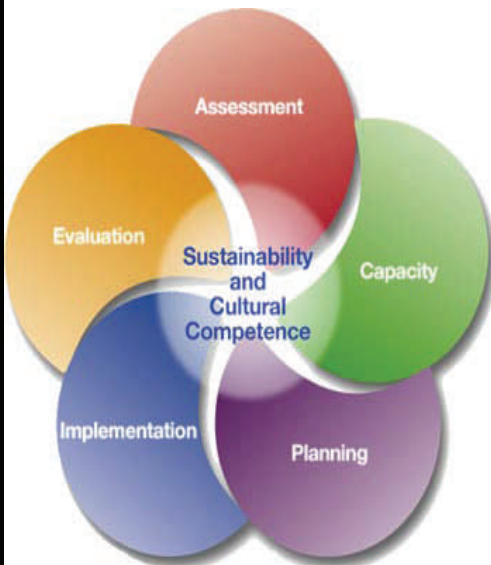 Assessment
Capacity
Planning
Implementation
Evaluation
Sustainability
and
Cultural
Competence